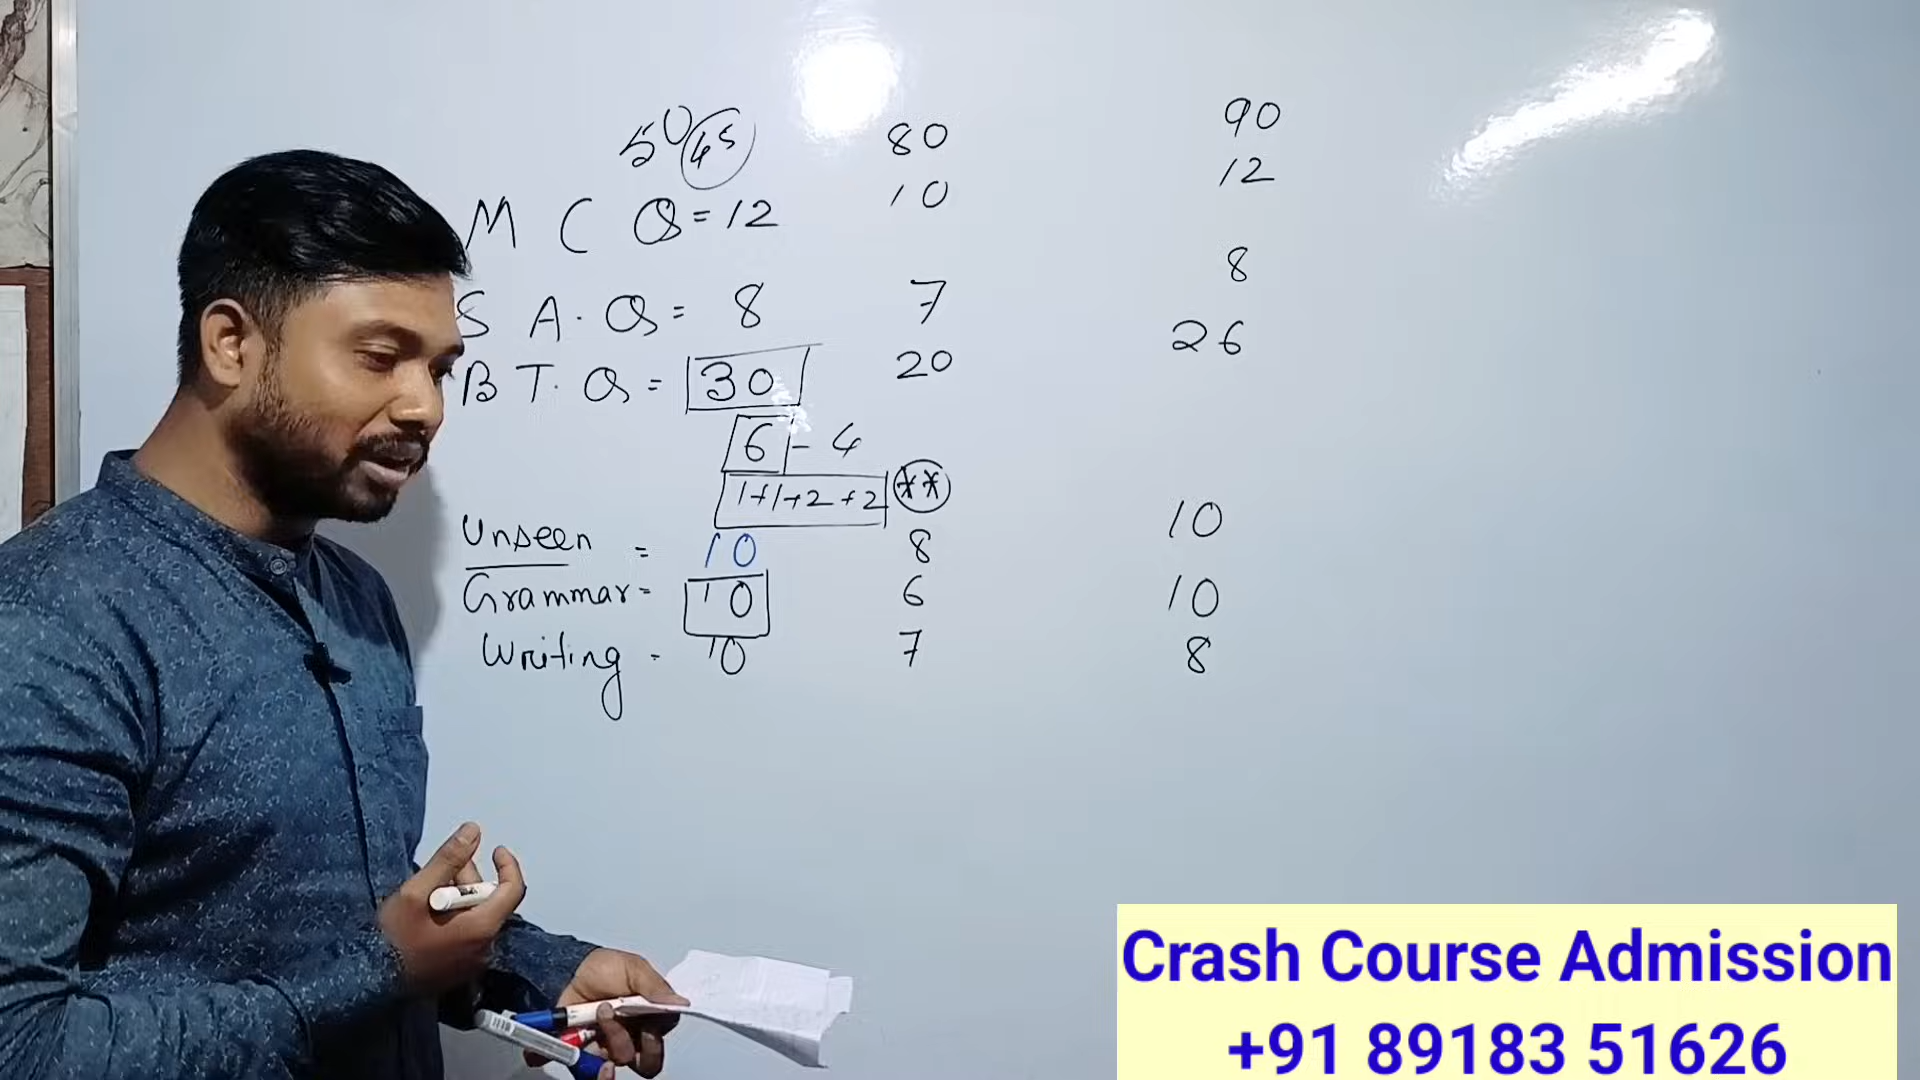 50 45 80 90
M C Q = 12 10 12
S A. Q = 8 7 8
B T. Q = 30 20 26
6 - 4
1+1+2+2 **
Unseen = 10 8 10
Grammar = 10 6 10
Writing - 10 7 8
Crash Course Admission
+91 89183 51626